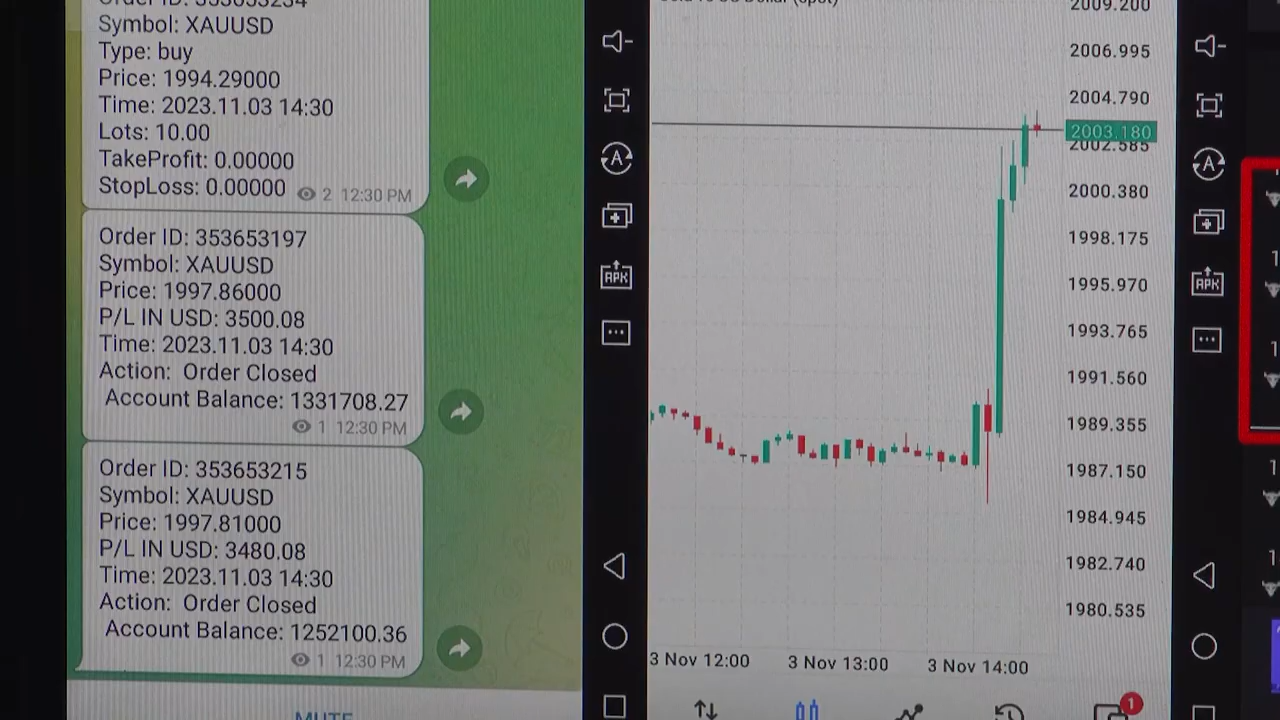 Order ID: 353653234
Symbol: XAUUSD
Type: buy
Price: 1994.29000
Time: 2023.11.03 14:30
Lots: 10.00
TakeProfit: 0.00000
StopLoss: 0.00000
2 12:30 PM
Order ID: 353653197
Symbol: XAUUSD
Price: 1997.86000
P/L IN USD: 3500.08
Time: 2023.11.03 14:30
Action: Order Closed
Account Balance: 1331708.27
1 12:30 PM
Order ID: 353653215
Symbol: XAUUSD
Price: 1997.81000
P/L IN USD: 3480.08
Time: 2023.11.03 14:30
Action: Order Closed
Account Balance: 1252100.36
1 12:30 PM
MUTE
A
APK
2009.200
2006.995
2004.790
2003.180
2002.585
2000.380
1998.175
1995.970
1993.765
1991.560
1989.355
1987.150
1984.945
1982.740
1980.535
3 Nov 12:00 3 Nov 13:00 3 Nov 14:00
1
A
APK